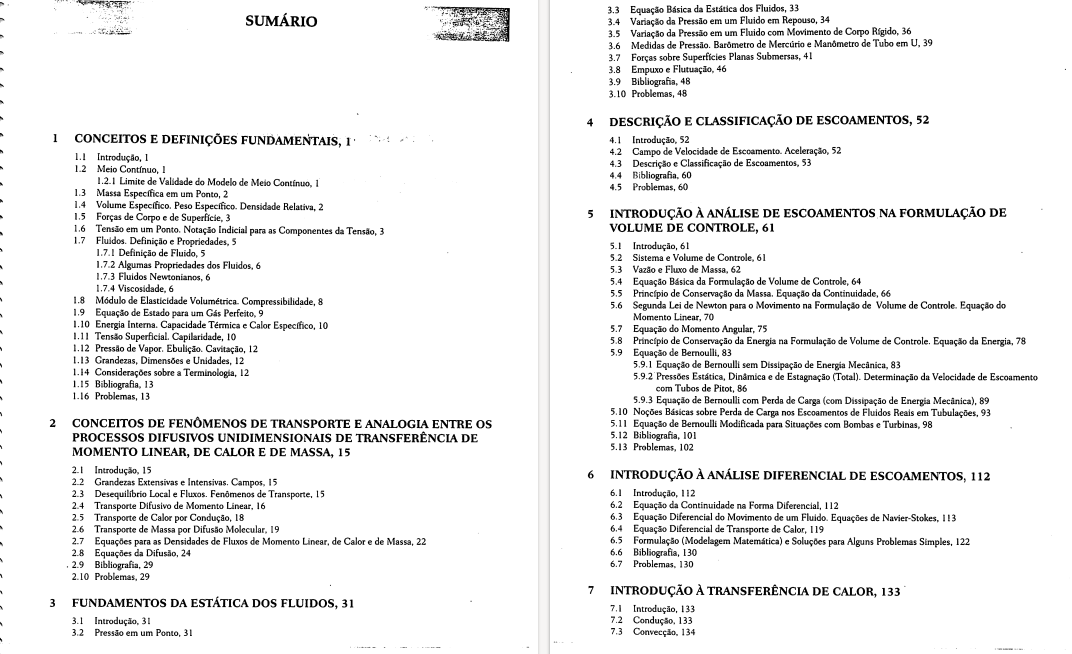 SUMÁRIO
1 CONCEITOS E DEFINIÇÕES FUNDAMENTAIS, 1
1.1 Introdução, 1
1.2 Meio Contínuo, 1
1.2.1 Limite de Validade do Modelo de Meio Contínuo, 1
1.3 Massa Específica em um Ponto, 2
1.4 Volume Específico. Peso Específico. Densidade Relativa, 2
1.5 Forças de Corpo e de Superfície, 3
1.6 Tensão em um Ponto. Notação Indicial para as Componentes da Tensão, 3
1.7 Fluidos. Definição e Propriedades, 5
1.7.1 Definição de Fluido, 5
1.7.2 Algumas Propriedades dos Fluidos, 6
1.7.3 Fluidos Newtonianos, 6
1.7.4 Viscosidade, 6
1.8 Módulo de Elasticidade Volumétrica. Compressibilidade, 8
1.9 Equação de Estado para um Gás Perfeito, 9
1.10 Energia Interna. Capacidade Térmica e Calor Específico, 10
1.11 Tensão Superficial. Capilaridade, 10
1.12 Pressão de Vapor. Ebulição. Cavitação, 12
1.13 Grandezas, Dimensões e Unidades, 12
1.14 Considerações sobre a Terminologia, 12
1.15 Bibliografia, 13
1.16 Problemas, 13
2 CONCEITOS DE FENÔMENOS DE TRANSPORTE E ANALOGIA ENTRE OS
PROCESSOS DIFUSIVOS UNIDIMENSIONAIS DE TRANSFERÊNCIA DE
MOMENTO LINEAR, DE CALOR E DE MASSA, 15
2.1 Introdução, 15
2.2 Grandezas Extensivas e Intensivas. Campos, 15
2.3 Desequilíbrio Local e Fluxos. Fenômenos de Transporte, 15
2.4 Transporte Difusivo de Momento Linear, 16
2.5 Transporte de Calor por Condução, 18
2.6 Transporte de Massa por Difusão Molecular, 19
2.7 Equações para as Densidades de Fluxos de Momento Linear, de Calor e de Massa, 22
2.8 Equações da Difusão, 24
2.9 Bibliografia, 29
2.10 Problemas, 29
3 FUNDAMENTOS DA ESTÁTICA DOS FLUIDOS, 31
3.1 Introdução, 31
3.2 Pressão em um Ponto, 31
3.3 Equação Básica da Estática dos Fluidos, 33
3.4 Variação da Pressão em um Fluido em Repouso, 34
3.5 Variação da Pressão em um Fluido com Movimento de Corpo Rígido, 36
3.6 Medidas de Pressão. Barômetro de Mercúrio e Manômetro de Tubo em U, 39
3.7 Forças sobre Superfícies Planas Submersas, 41
3.8 Empuxo e Flutuação, 46
3.9 Bibliografia, 48
3.10 Problemas, 48
4 DESCRIÇÃO E CLASSIFICAÇÃO DE ESCOAMENTOS, 52
4.1 Introdução, 52
4.2 Campo de Velocidade de Escoamento. Aceleração, 52
4.3 Descrição e Classificação de Escoamentos, 53
4.4 Bibliografia, 60
4.5 Problemas, 60
5 INTRODUÇÃO À ANÁLISE DE ESCOAMENTOS NA FORMULAÇÃO DE
VOLUME DE CONTROLE, 61
5.1 Introdução, 61
5.2 Sistema e Volume de Controle, 61
5.3 Vazão e Fluxo de Massa, 62
5.4 Equação Básica da Formulação de Volume de Controle, 64
5.5 Princípio de Conservação da Massa. Equação da Continuidade, 66
5.6 Segunda Lei de Newton para o Movimento na Formulação de Volume de Controle. Equação do
Momento Linear, 70
5.7 Equação do Momento Angular, 75
5.8 Princípio de Conservação da Energia na Formulação de Volume de Controle. Equação da Energia, 78
5.9 Equação de Bernoulli, 83
5.9.1 Equação de Bernoulli sem Dissipação de Energia Mecânica, 83
5.9.2 Pressões Estática, Dinâmica e de Estagnação (Total). Determinação da Velocidade de Escoamento
com Tubos de Pitot, 86
5.9.3 Equação de Bernoulli com Perda de Carga (com Dissipação de Energia Mecânica), 89
5.10 Noções Básicas sobre Perda de Carga nos Escoamentos de Fluidos Reais em Tubulações, 93
5.11 Equação de Bernoulli Modificada para Situações com Bombas e Turbinas, 98
5.12 Bibliografia, 101
5.13 Problemas, 102
6 INTRODUÇÃO À ANÁLISE DIFERENCIAL DE ESCOAMENTOS, 112
6.1 Introdução, 112
6.2 Equação da Continuidade na Forma Diferencial, 112
6.3 Equação Diferencial do Movimento de um Fluido. Equações de Navier-Stokes, 113
6.4 Equação Diferencial de Transporte de Calor, 119
6.5 Formulação (Modelagem Matemática) e Soluções para Alguns Problemas Simples, 122
6.6 Bibliografia, 130
6.7 Problemas, 130
7 INTRODUÇÃO À TRANSFERÊNCIA DE CALOR, 133
7.1 Introdução, 133
7.2 Condução, 133
7.3 Convecção, 134